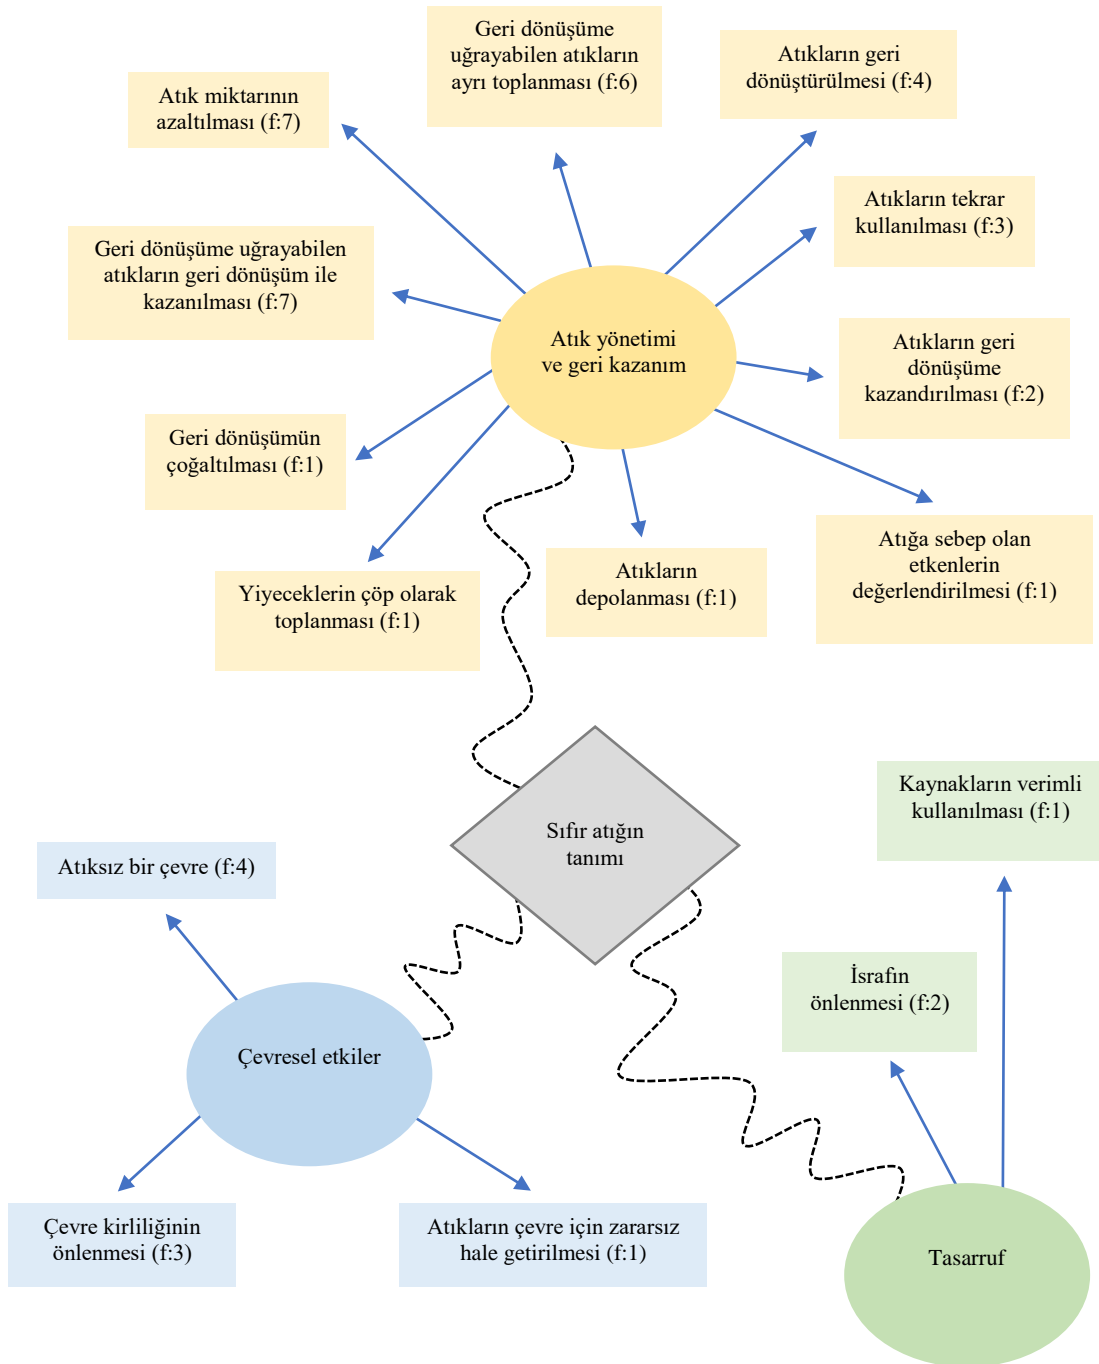 Geri dönüşüme
uğrayabilen atıkların
ayrı toplanması (f:6)
Atıkların geri
dönüştürülmesi (f:4)
Atık miktarının
azaltılması (f:7)
Atıkların tekrar
kullanılması (f:3)
Geri dönüşüme uğrayabilen
atıkların geri dönüşüm ile
kazanılması (f:7)
Atık yönetimi
ve geri kazanım
Atıkların geri
dönüşüme
kazandırılması (f:2)
Geri dönüşümün
çoğaltılması (f:1)
Atığa sebep olan
etkenlerin
değerlendirilmesi (f:1)
Yiyeceklerin çöp olarak
toplanması (f:1)
Atıkların
depolanması (f:1)
Sıfır atığın
tanımı
Kaynakların verimli
kullanılması (f:1)
Atıksız bir çevre (f:4)
İsrafın
önlenmesi (f:2)
Çevresel etkiler
Çevre kirliliğinin
önlenmesi (f:3)
Atıkların çevre için zararsız
hale getirilmesi (f:1)
Tasarruf